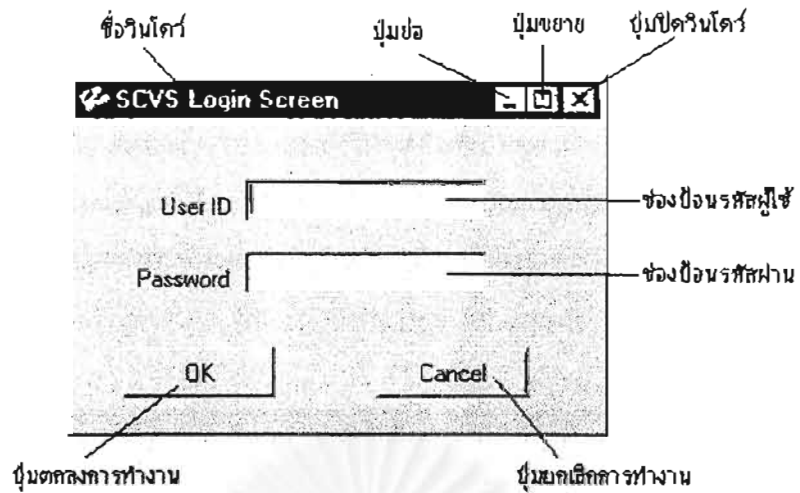 ชื่อวินโดว์ ปุ่มย่อ ปุ่มขยาย ปุ่มปิดวินโดว์
SCVS Login Screen
User ID ช่องป้อนรหัสผู้ใช้
Password ช่องป้อนรหัสผ่าน
OK Cancel
ปุ่มตกลงการทำงาน ปุ่มยกเลิกการทำงาน